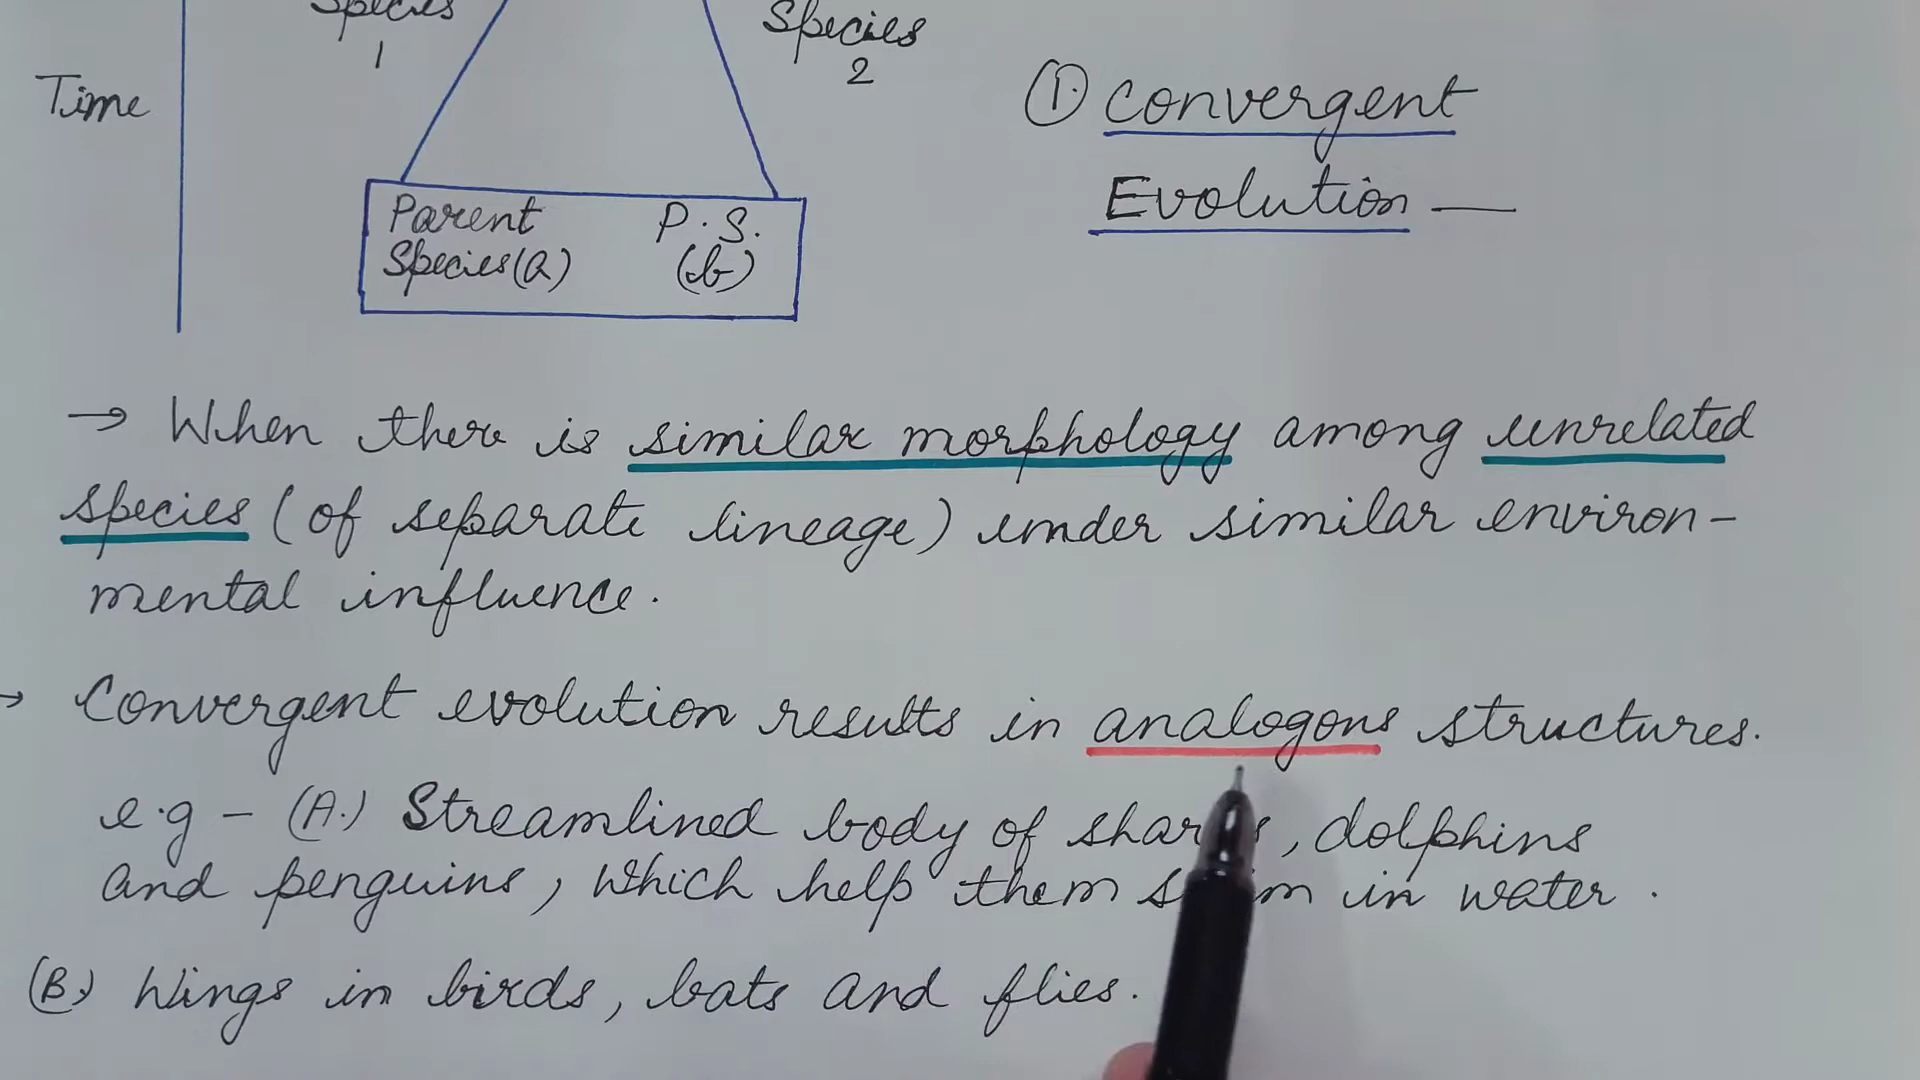 Species
1
Species
2
Time
① Convergent
Evolution —
Parent
Species(a)
P. S.
(b)
→ When there is similar morphology among unrelated
species (of separate lineage) under similar environ-
mental influence.
→ Convergent evolution results in analogous structures.
e.g - (A.) Streamlined body of sharks, dolphins
and penguins, which help them swim in water.
(B.) Wings in birds, bats and flies.